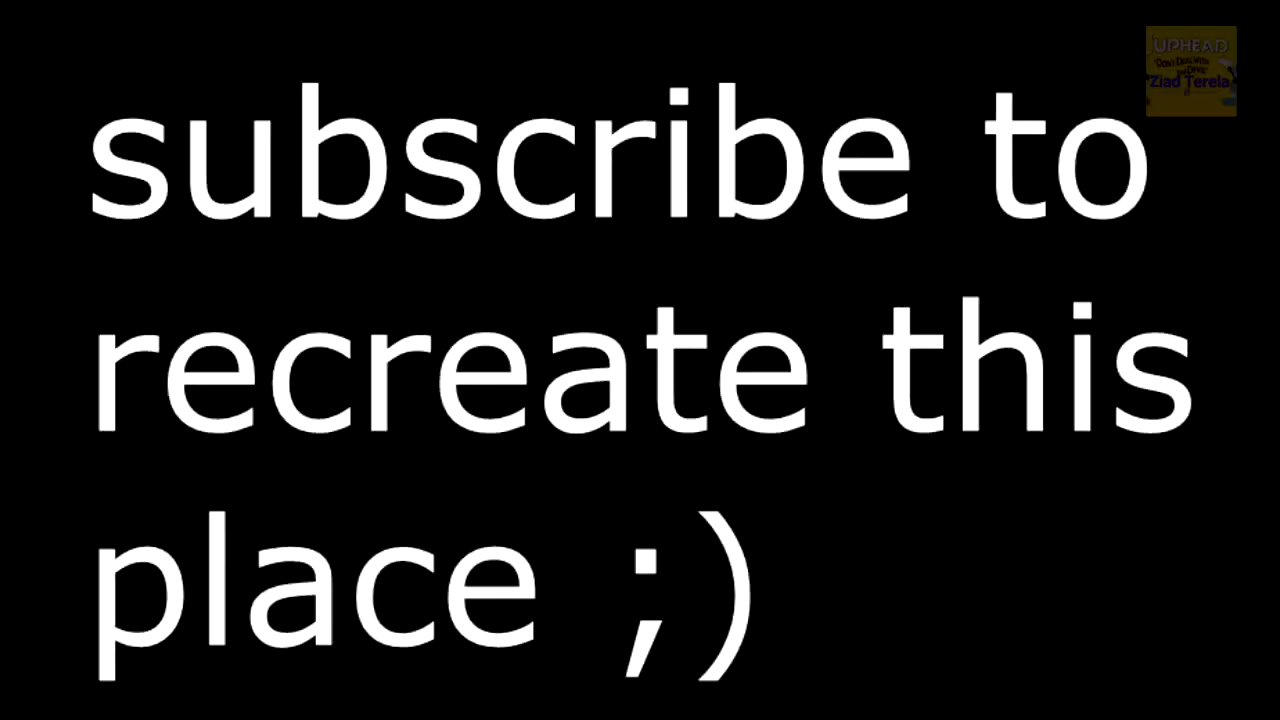 subscribe to
recreate this
place ;)
UPHEAD
Ziad Terela